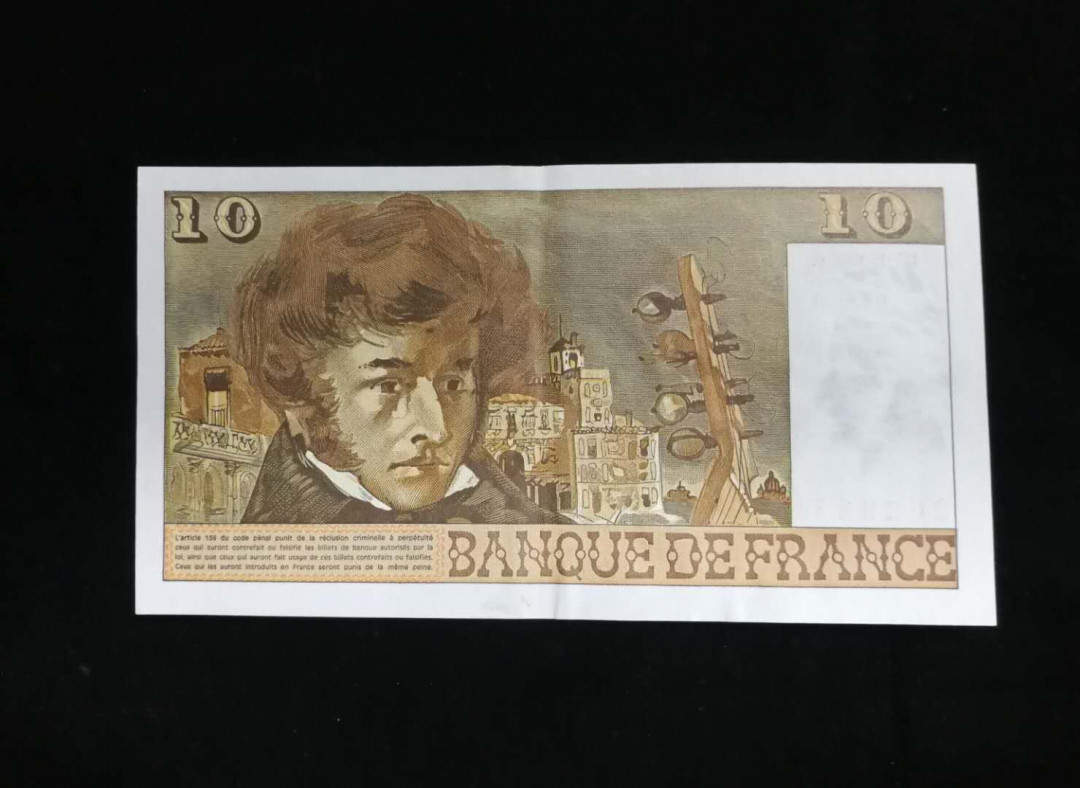 10
10
L'article 139 du code pénal punit de la réclusion criminelle à perpétuité
ceux qui auront contrefait ou falsifié les billets de banque autorisés par la
loi, ainsi que ceux qui auront fait usage de ces billets contrefaits ou falsifiés.
Ceux qui les auront introduits en France seront punis de la même peine.
BANQUE DE FRANCE